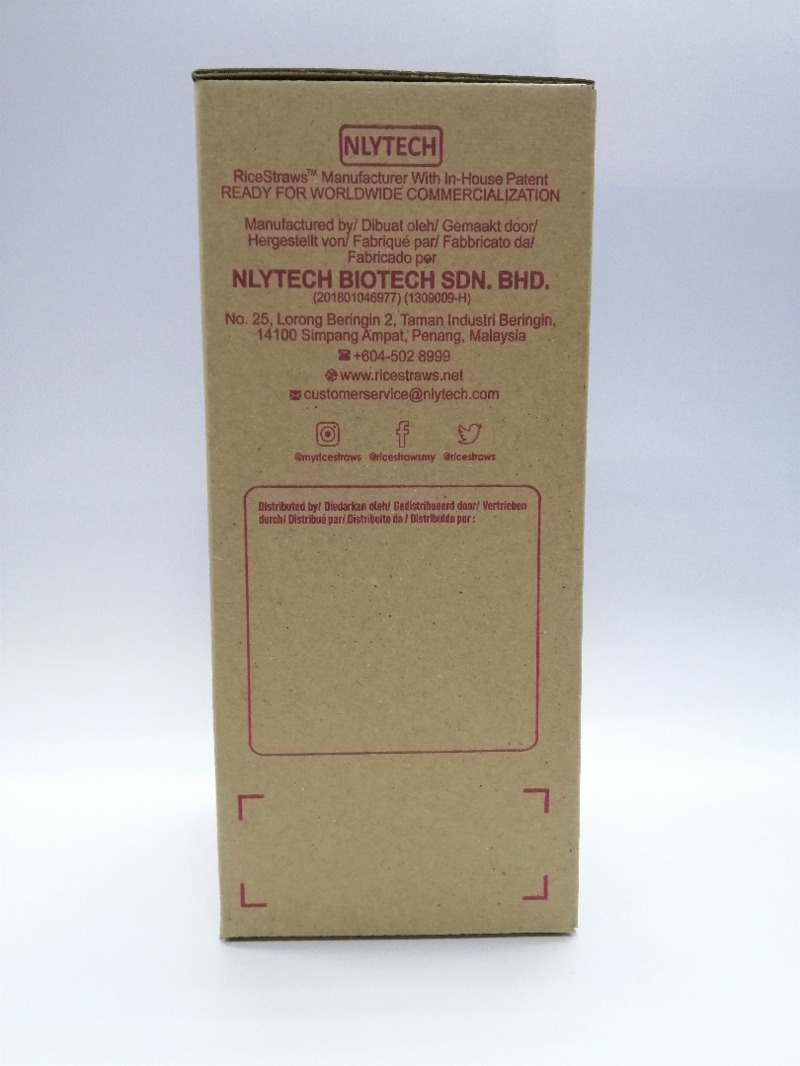 NLYTECH
RiceStraws™ Manufacturer With In-House Patent
READY FOR WORLDWIDE COMMERCIALIZATION
Manufactured by/ Dibuat oleh/ Gemaakt door/
Hergestellt von/ Fabriqué par/ Fabbricato da/
Fabricado por
NLYTECH BIOTECH SDN. BHD.
(201801046977) (1309009-H)
No. 25, Lorong Beringin 2, Taman Industri Beringin,
14100 Simpang Ampat, Penang, Malaysia
+604-502 8999
www.ricestraws.net
customerservice@nlytech.com
@myricestraws @ricestrawsmy @ricestraws
Distributed by/ Diedarkan oleh/ Gedistribueerd door/ Vertrieben
durch/ Distribué par/ Distribuito da / Distribuido por :